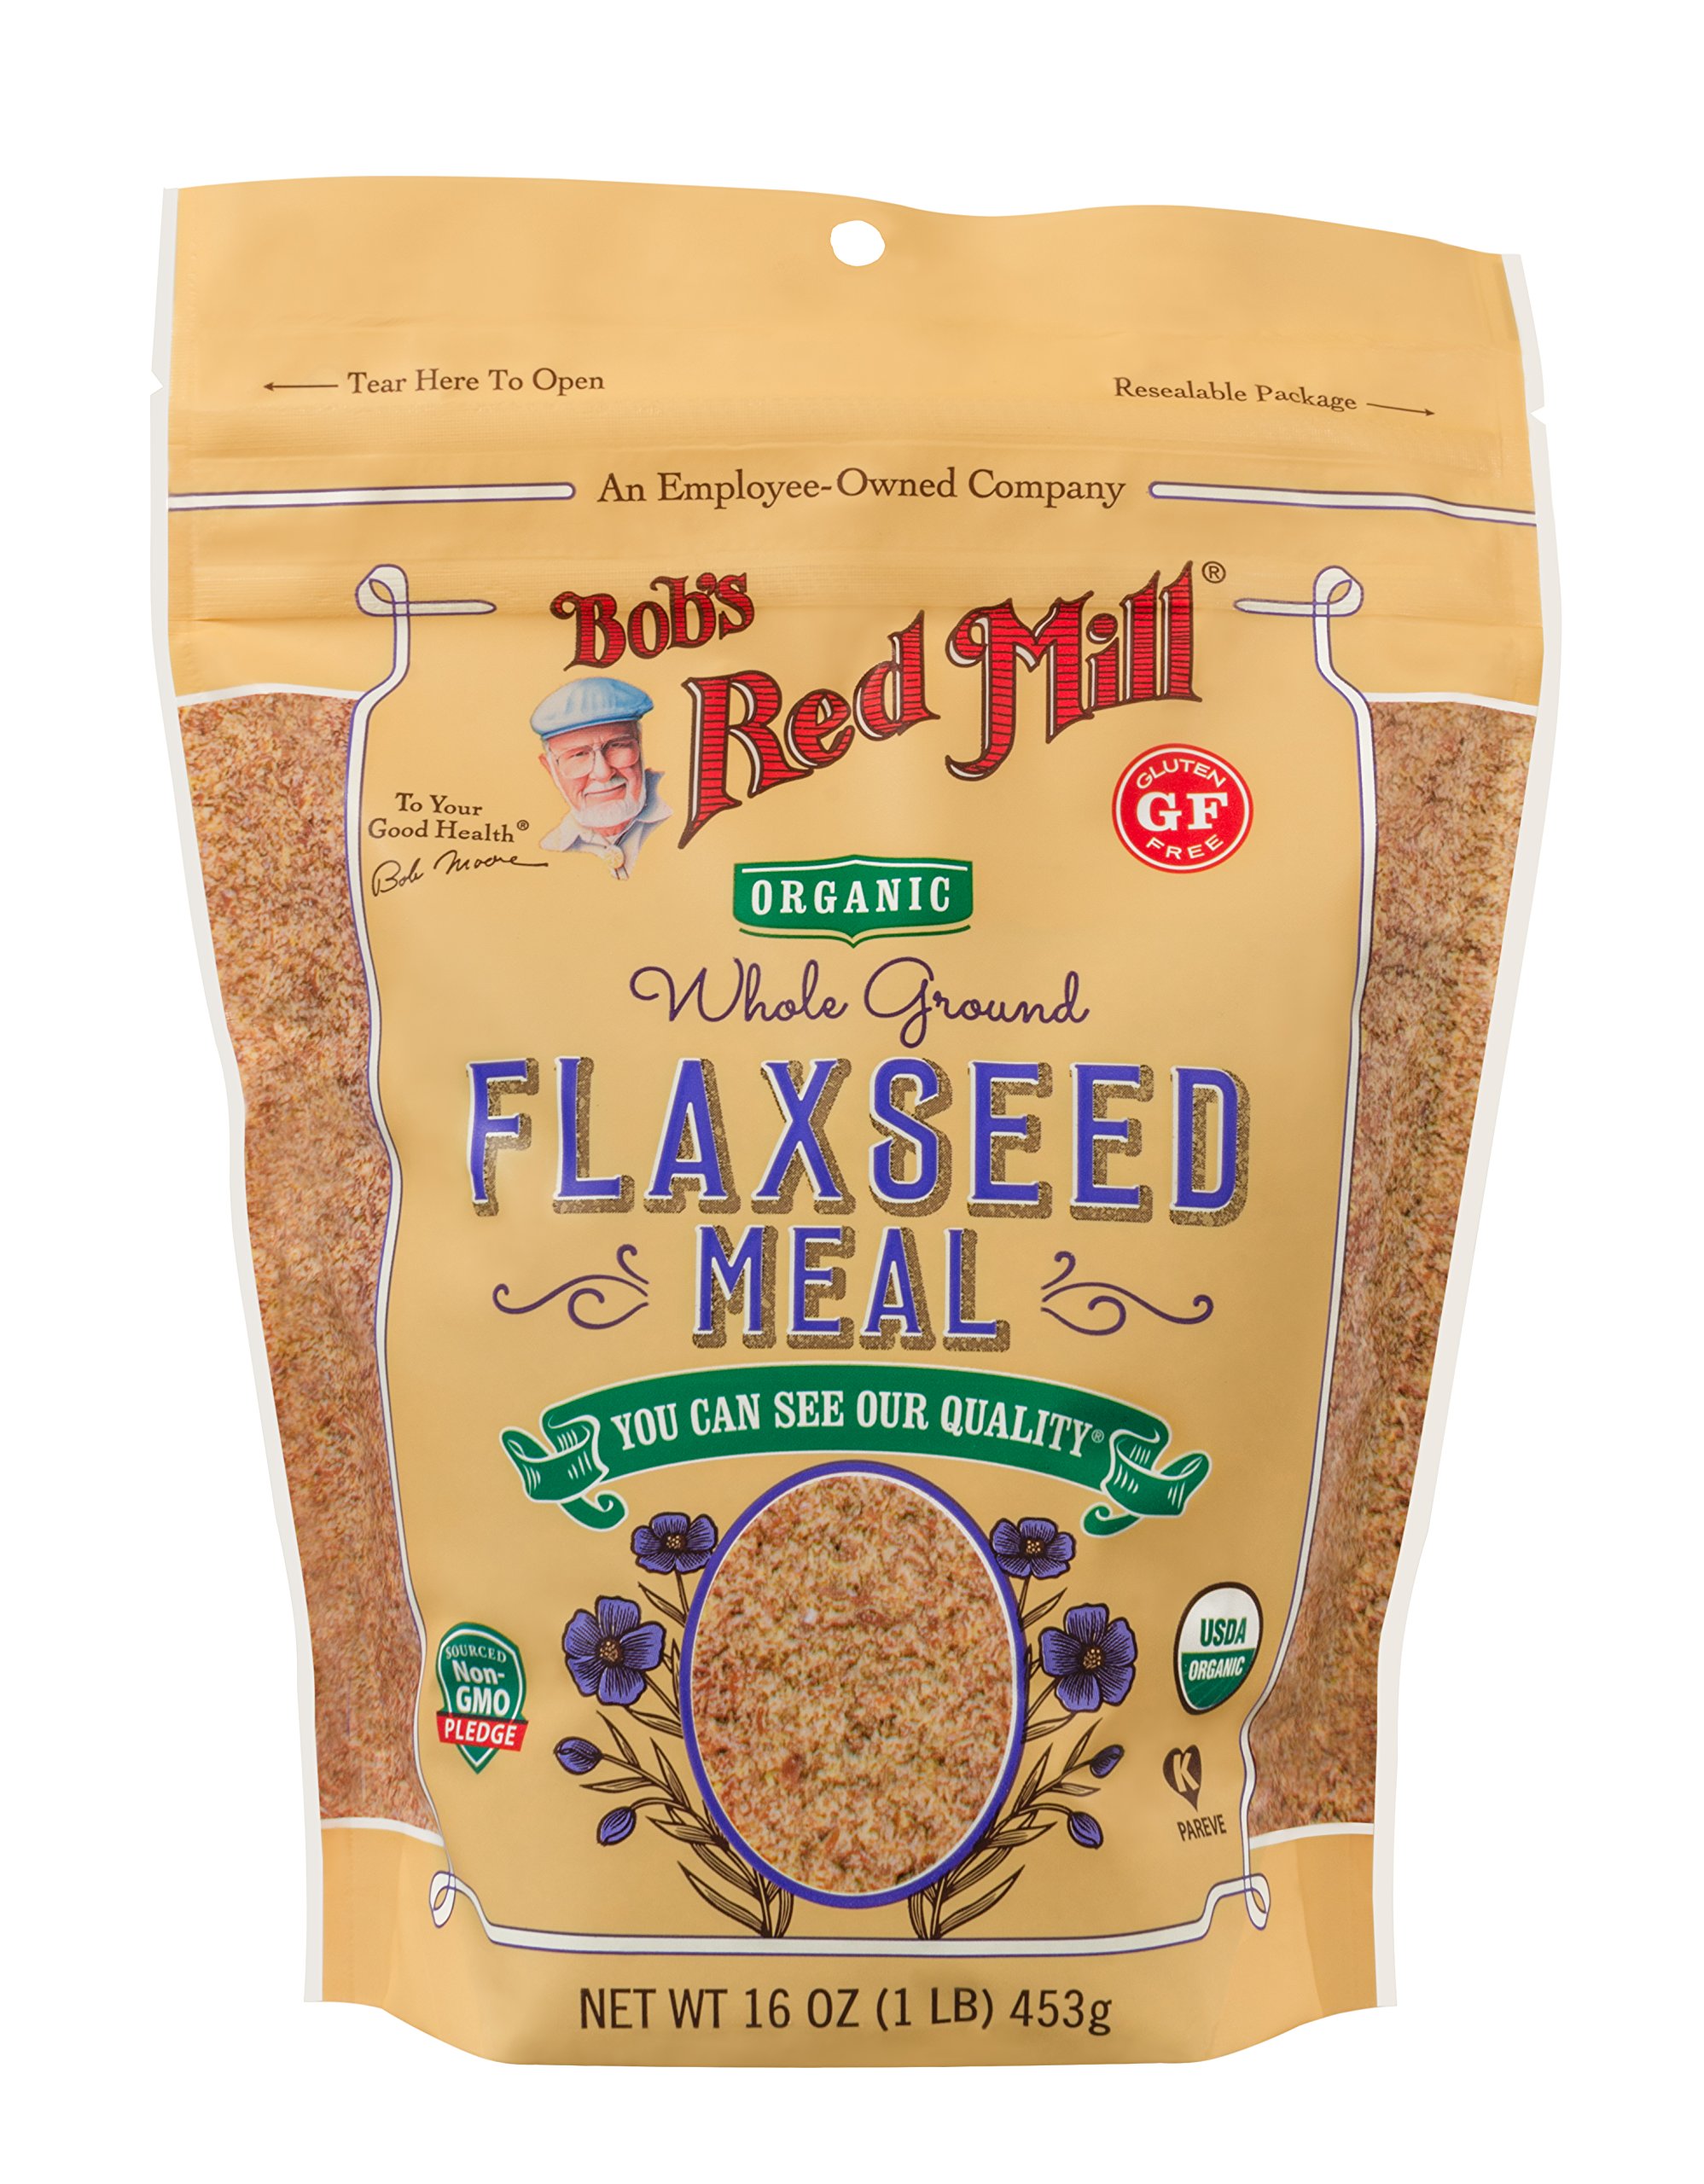 Tear Here To Open
Resealable Package
An Employee-Owned Company
Bob's
Red Mill®
To Your
Good Health®
Bob Moore
GLUTEN
GF
FREE
ORGANIC
Whole Ground
FLAXSEED
MEAL
YOU CAN SEE OUR QUALITY®
SOURCED
Non-
GMO
PLEDGE
USDA
ORGANIC
K
PAREVE
NET WT 16 OZ (1 LB) 453g